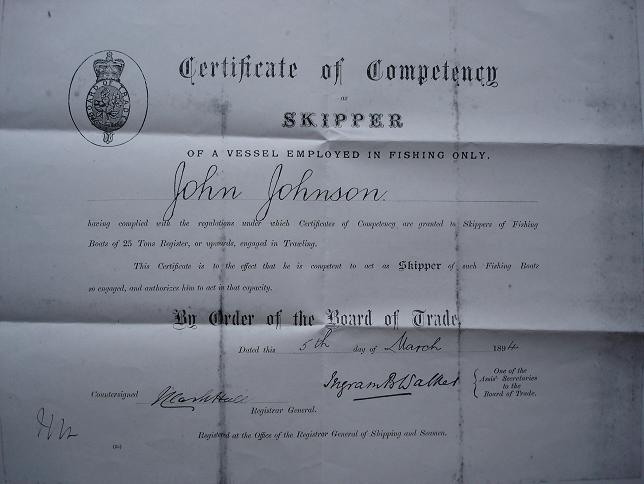 Certificate of Competency
as
SKIPPER
OF A VESSEL EMPLOYED IN FISHING ONLY.
John Johnson.
having complied with the regulations under which Certificates of Competency are granted to Skippers of Fishing
Boats of 25 Tons Register, or upwards, engaged in Trawling.
This Certificate is to the effect that he is competent to act as Skipper of such Fishing Boats
so engaged, and authorizes him to act in that capacity.
By Order of the Board of Trade,
Dated this 5th day of March 1894
Ingram B Walker
One of the
Assist Secretaries
to the
Board of Trade.
Countersigned
Registrar General.
Registered at the Office of the Registrar General of Shipping and Seamen.